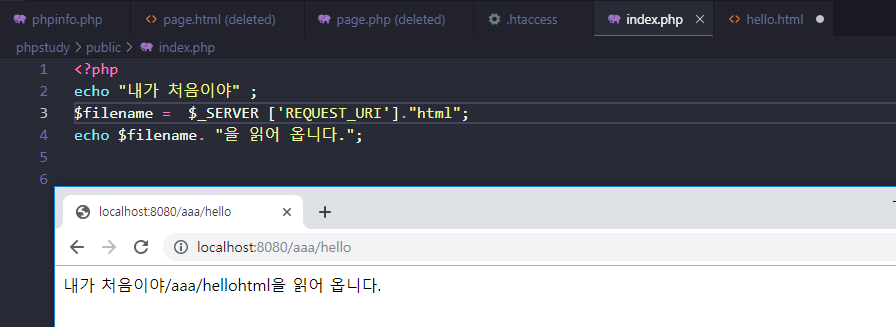 phpinfo.php page.html (deleted) page.php (deleted) .htaccess index.php hello.html
phpstudy > public > index.php
1 <?php
2 echo "내가 처음이야" ;
3 $filename =  $_SERVER ['REQUEST_URI']."html";
4 echo $filename. "을 읽어 옵니다.";
5
6
localhost:8080/aaa/hello
localhost:8080/aaa/hello
내가 처음이야/aaa/hellohtml을 읽어 옵니다.